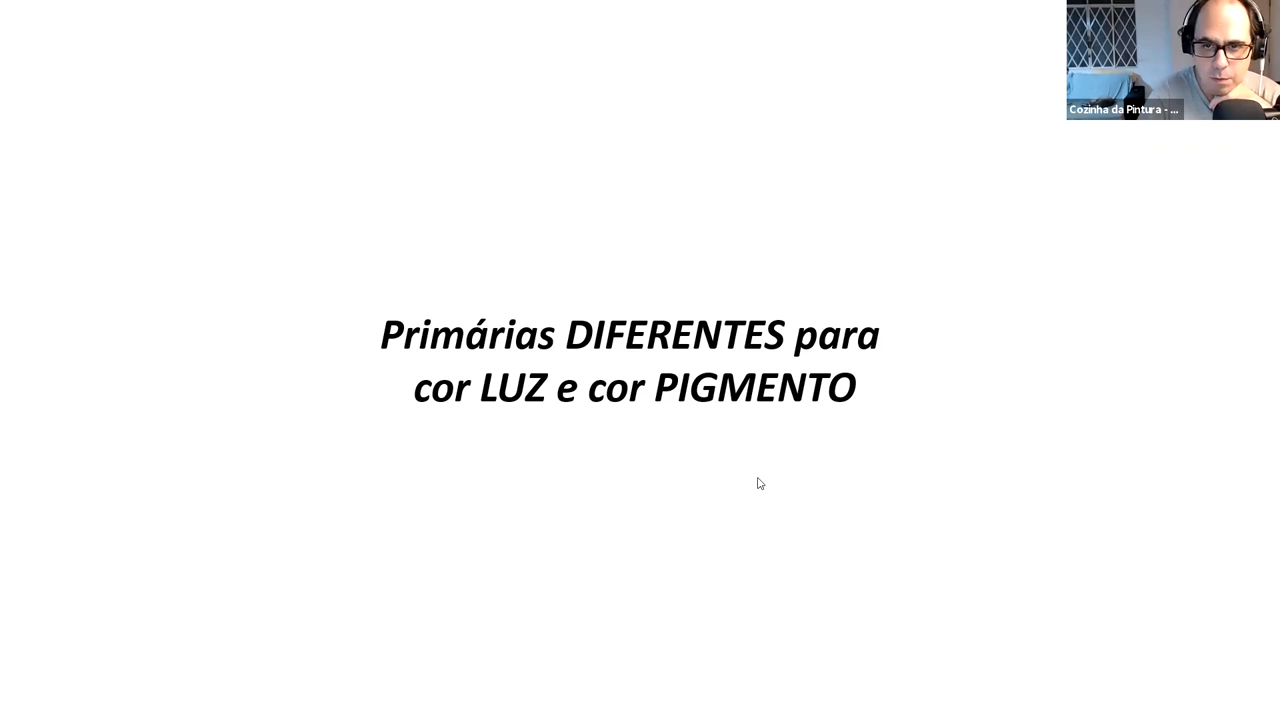 Cozinha da Pintura - ...
Primárias DIFERENTES para
cor LUZ e cor PIGMENTO